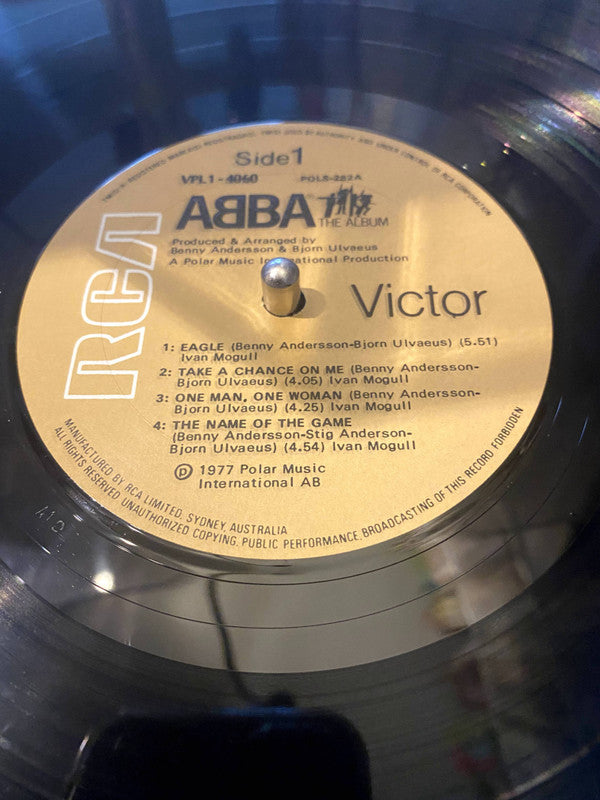 Side 1
VPL1-4060
POLS-282A
ABBA
THE ALBUM
Produced & Arranged by
Benny Andersson & Bjorn Ulvaeus
A Polar Music International Production
RCA
Victor
1: EAGLE (Benny Andersson-Bjorn Ulvaeus) (5.51)
Ivan Mogull
2: TAKE A CHANCE ON ME (Benny Andersson-
Bjorn Ulvaeus) (4.05) Ivan Mogull
3: ONE MAN, ONE WOMAN (Benny Andersson-
Bjorn Ulvaeus) (4.25) Ivan Mogull
4: THE NAME OF THE GAME
(Benny Andersson-Stig Anderson-
Bjorn Ulvaeus) (4.54) Ivan Mogull
Ⓟ 1977 Polar Music
International AB
MANUFACTURED BY RCA LIMITED, SYDNEY, AUSTRALIA
ALL RIGHTS RESERVED UNAUTHORIZED COPYING, PUBLIC PERFORMANCE, BROADCASTING OF THIS RECORD FORBIDDEN